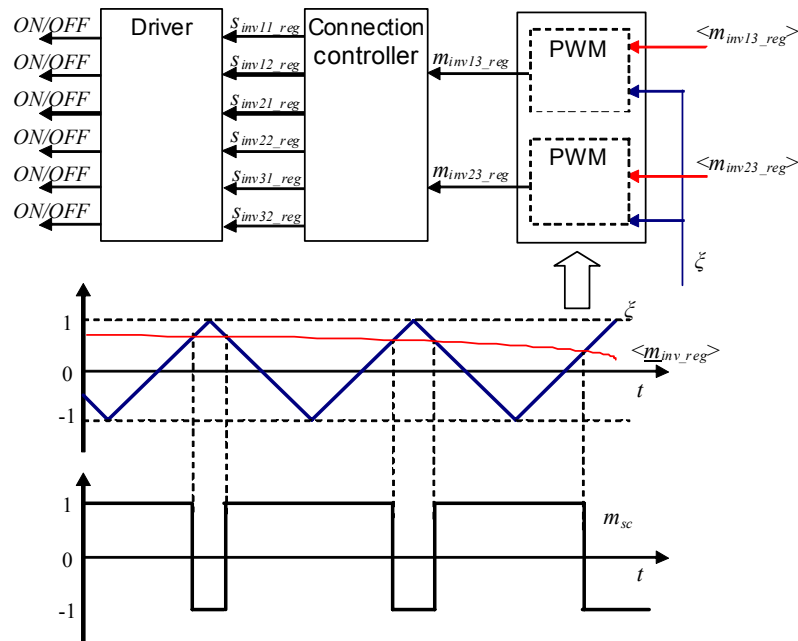 ON/OFF
ON/OFF
ON/OFF
ON/OFF
ON/OFF
ON/OFF
Driver
s_inv11_reg
s_inv12_reg
s_inv21_reg
s_inv22_reg
s_inv31_reg
s_inv32_reg
Connection
controller
m_inv13_reg
m_inv23_reg
PWM
PWM
<m_inv13_reg>
<m_inv23_reg>
ξ
1
0
-1
ξ
<m_inv_reg>
t
1
0
-1
m_sc
t